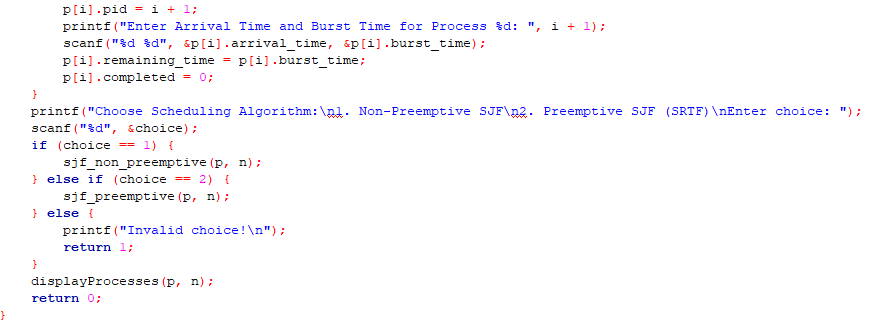 p[i].pid = i + 1;
        printf("Enter Arrival Time and Burst Time for Process %d: ", i + 1);
        scanf("%d %d", &p[i].arrival_time, &p[i].burst_time);
        p[i].remaining_time = p[i].burst_time;
        p[i].completed = 0;
    }
    printf("Choose Scheduling Algorithm:\n1. Non-Preemptive SJF\n2. Preemptive SJF (SRTF)\nEnter choice: ");
    scanf("%d", &choice);
    if (choice == 1) {
        sjf_non_preemptive(p, n);
    } else if (choice == 2) {
        sjf_preemptive(p, n);
    } else {
        printf("Invalid choice!\n");
        return 1;
    }
    displayProcesses(p, n);
    return 0;
}